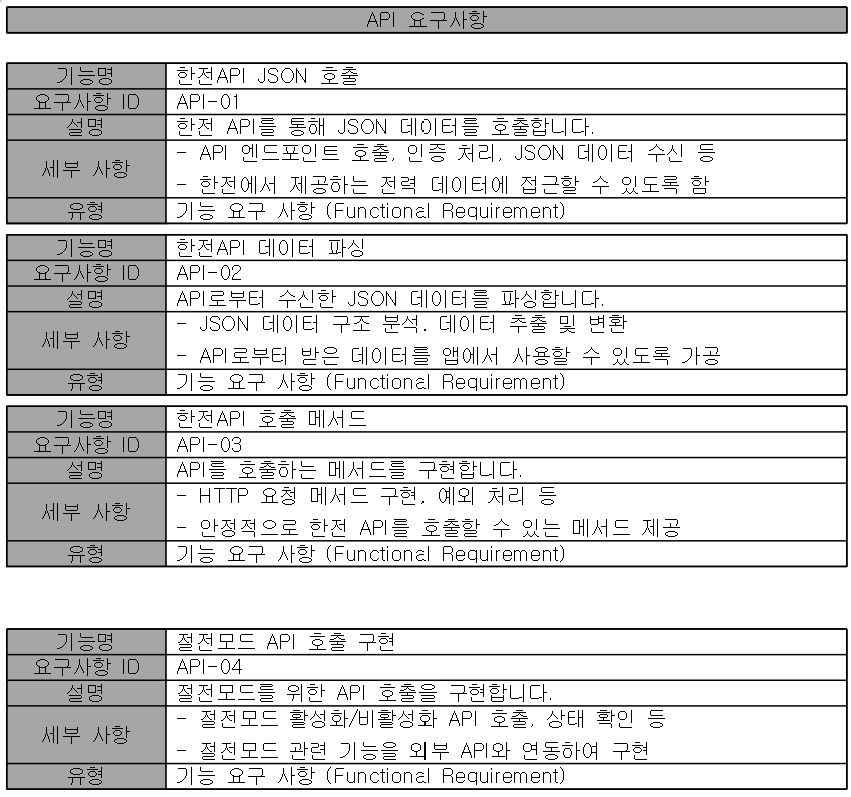 API 요구사항
기능명 한전API JSON 호출
요구사항 ID API-01
설명 한전 API를 통해 JSON 데이터를 호출합니다.
세부 사항 - API 엔드포인트 호출, 인증 처리, JSON 데이터 수신 등
- 한전에서 제공하는 전력 데이터에 접근할 수 있도록 함
유형 기능 요구 사항 (Functional Requirement)
기능명 한전API 데이터 파싱
요구사항 ID API-02
설명 API로부터 수신한 JSON 데이터를 파싱합니다.
세부 사항 - JSON 데이터 구조 분석, 데이터 추출 및 변환
- API로부터 받은 데이터를 앱에서 사용할 수 있도록 가공
유형 기능 요구 사항 (Functional Requirement)
기능명 한전API 호출 메서드
요구사항 ID API-03
설명 API를 호출하는 메서드를 구현합니다.
세부 사항 - HTTP 요청 메서드 구현, 예외 처리 등
- 안정적으로 한전 API를 호출할 수 있는 메서드 제공
유형 기능 요구 사항 (Functional Requirement)
기능명 절전모드 API 호출 구현
요구사항 ID API-04
설명 절전모드를 위한 API 호출을 구현합니다.
세부 사항 - 절전모드 활성화/비활성화 API 호출, 상태 확인 등
- 절전모드 관련 기능을 외부 API와 연동하여 구현
유형 기능 요구 사항 (Functional Requirement)